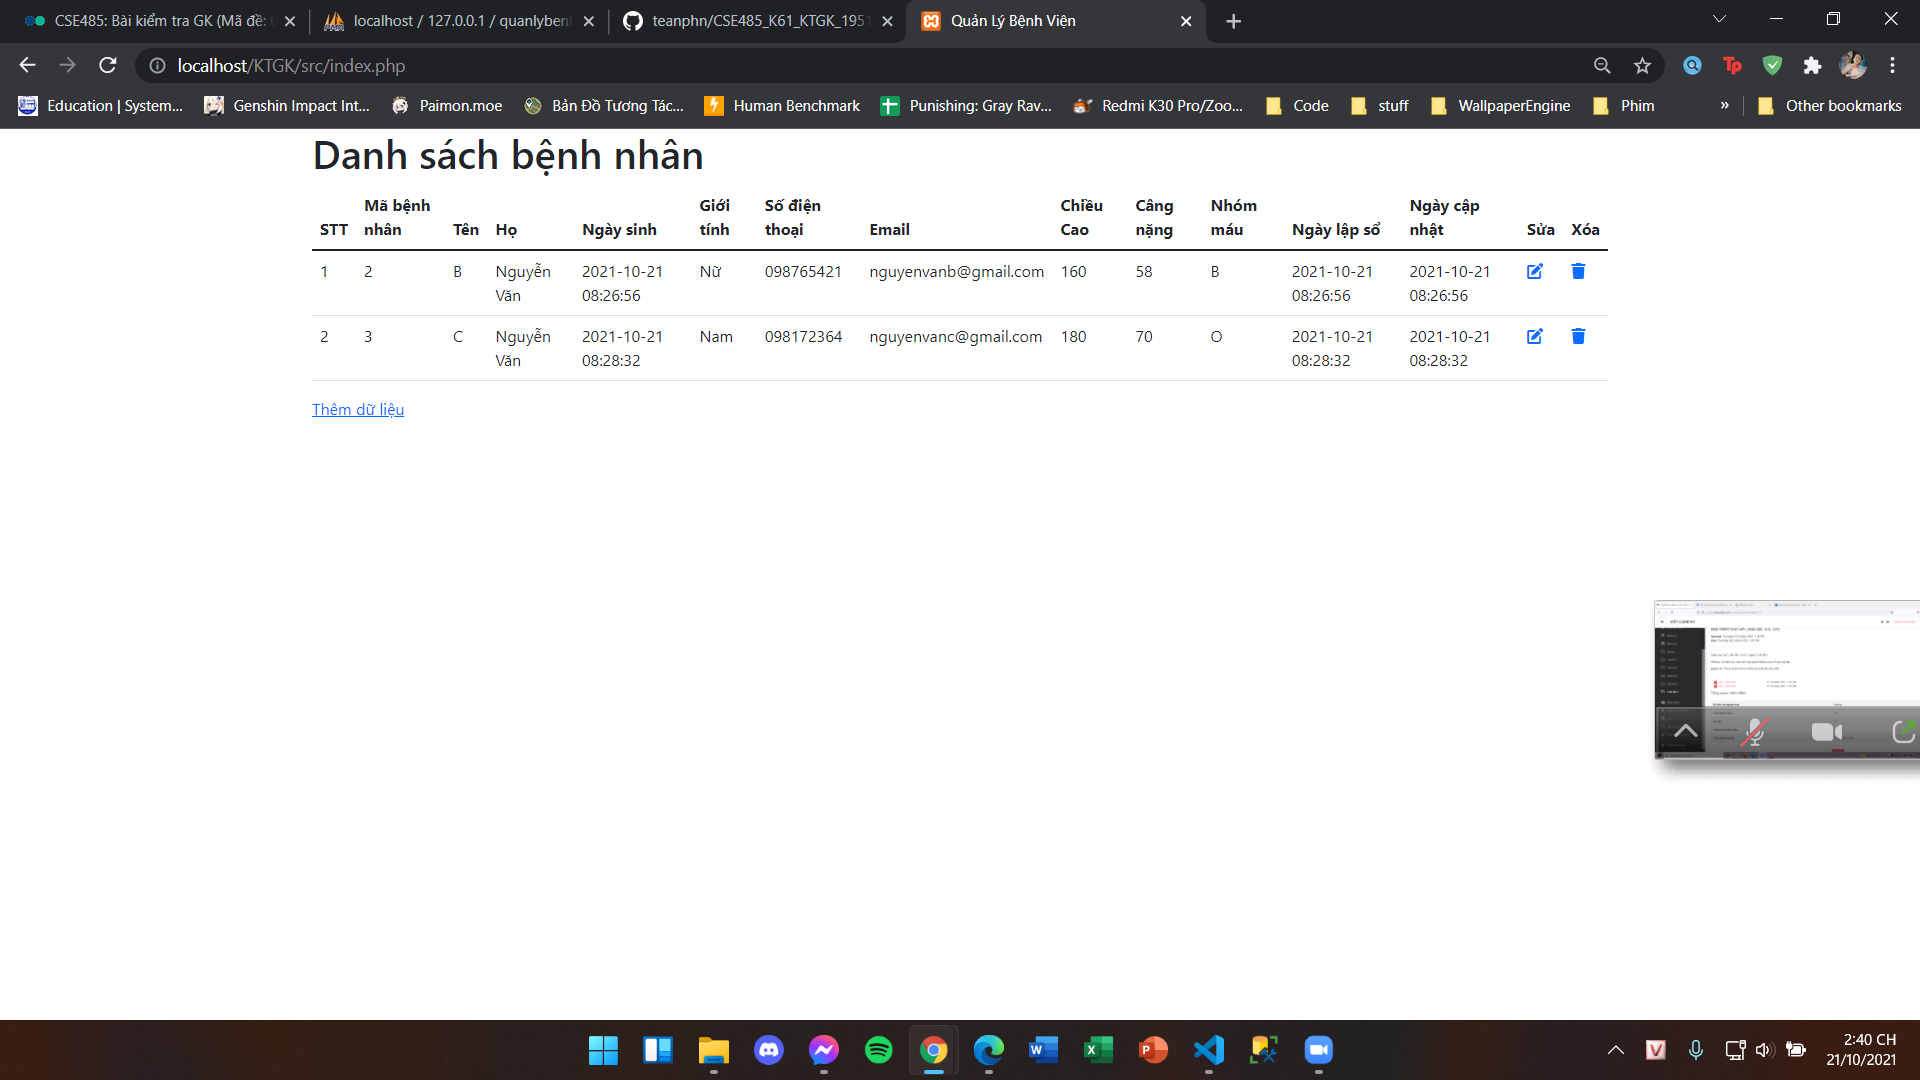 CSE485: Bài kiểm tra GK (Mã đề:
localhost / 127.0.0.1 / quanlybenl
teanphn/CSE485_K61_KTGK_1951
Quản Lý Bệnh Viện
localhost/KTGK/src/index.php
Education | System...
Genshin Impact Int...
Paimon.moe
Bản Đồ Tương Tác...
Human Benchmark
Punishing: Gray Rav...
Redmi K30 Pro/Zoo...
Code
stuff
WallpaperEngine
Phim
»
Other bookmarks
Danh sách bệnh nhân
STT Mã bệnh nhân Tên Họ Ngày sinh Giới tính Số điện thoại Email Chiều Cao Câng nặng Nhóm máu Ngày lập sổ Ngày cập nhật Sửa Xóa
1 2 B Nguyễn Văn 2021-10-21 08:26:56 Nữ 098765421 nguyenvanb@gmail.com 160 58 B 2021-10-21 08:26:56 2021-10-21 08:26:56
2 3 C Nguyễn Văn 2021-10-21 08:28:32 Nam 098172364 nguyenvanc@gmail.com 180 70 O 2021-10-21 08:28:32 2021-10-21 08:28:32
Thêm dữ liệu
2:40 CH
21/10/2021